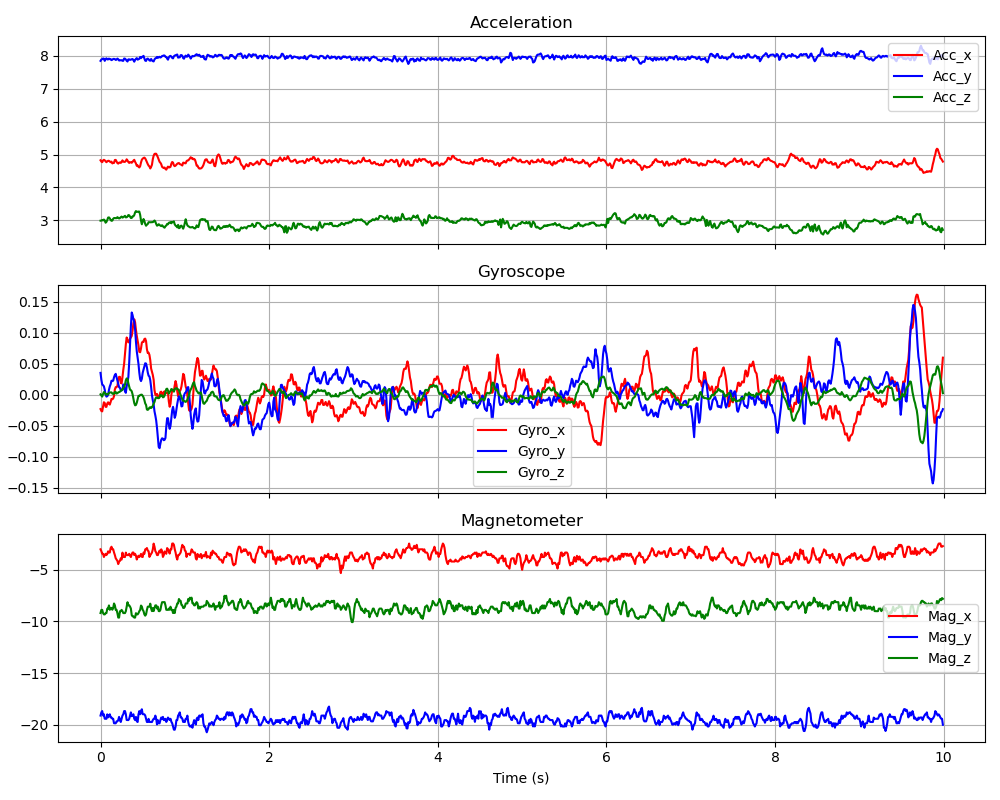 Acceleration
8
7
6
5
4
3
Acc_x
Acc_y
Acc_z
Gyroscope
0.15
0.10
0.05
0.00
−0.05
−0.10
−0.15
Gyro_x
Gyro_y
Gyro_z
Magnetometer
−5
−10
−15
−20
Mag_x
Mag_y
Mag_z
0 2 4 6 8 10
Time (s)